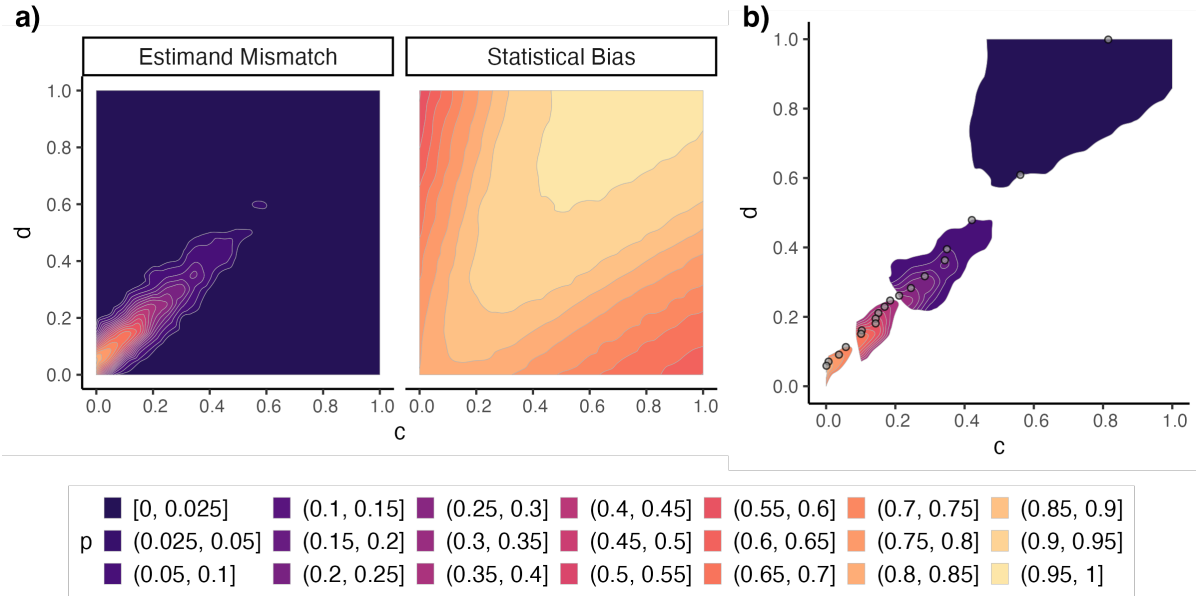 a)
Estimand Mismatch Statistical Bias
1.0
0.8
0.6
d
0.4
0.2
0.0
0.0 0.2 0.4 0.6 0.8 1.0 0.0 0.2 0.4 0.6 0.8 1.0
c
b)
1.0
0.8
0.6
d
0.4
0.2
0.0
0.0 0.2 0.4 0.6 0.8 1.0
c
[0, 0.025] (0.1, 0.15] (0.25, 0.3] (0.4, 0.45] (0.55, 0.6] (0.7, 0.75] (0.85, 0.9]
p (0.025, 0.05] (0.15, 0.2] (0.3, 0.35] (0.45, 0.5] (0.6, 0.65] (0.75, 0.8] (0.9, 0.95]
(0.05, 0.1] (0.2, 0.25] (0.35, 0.4] (0.5, 0.55] (0.65, 0.7] (0.8, 0.85] (0.95, 1]